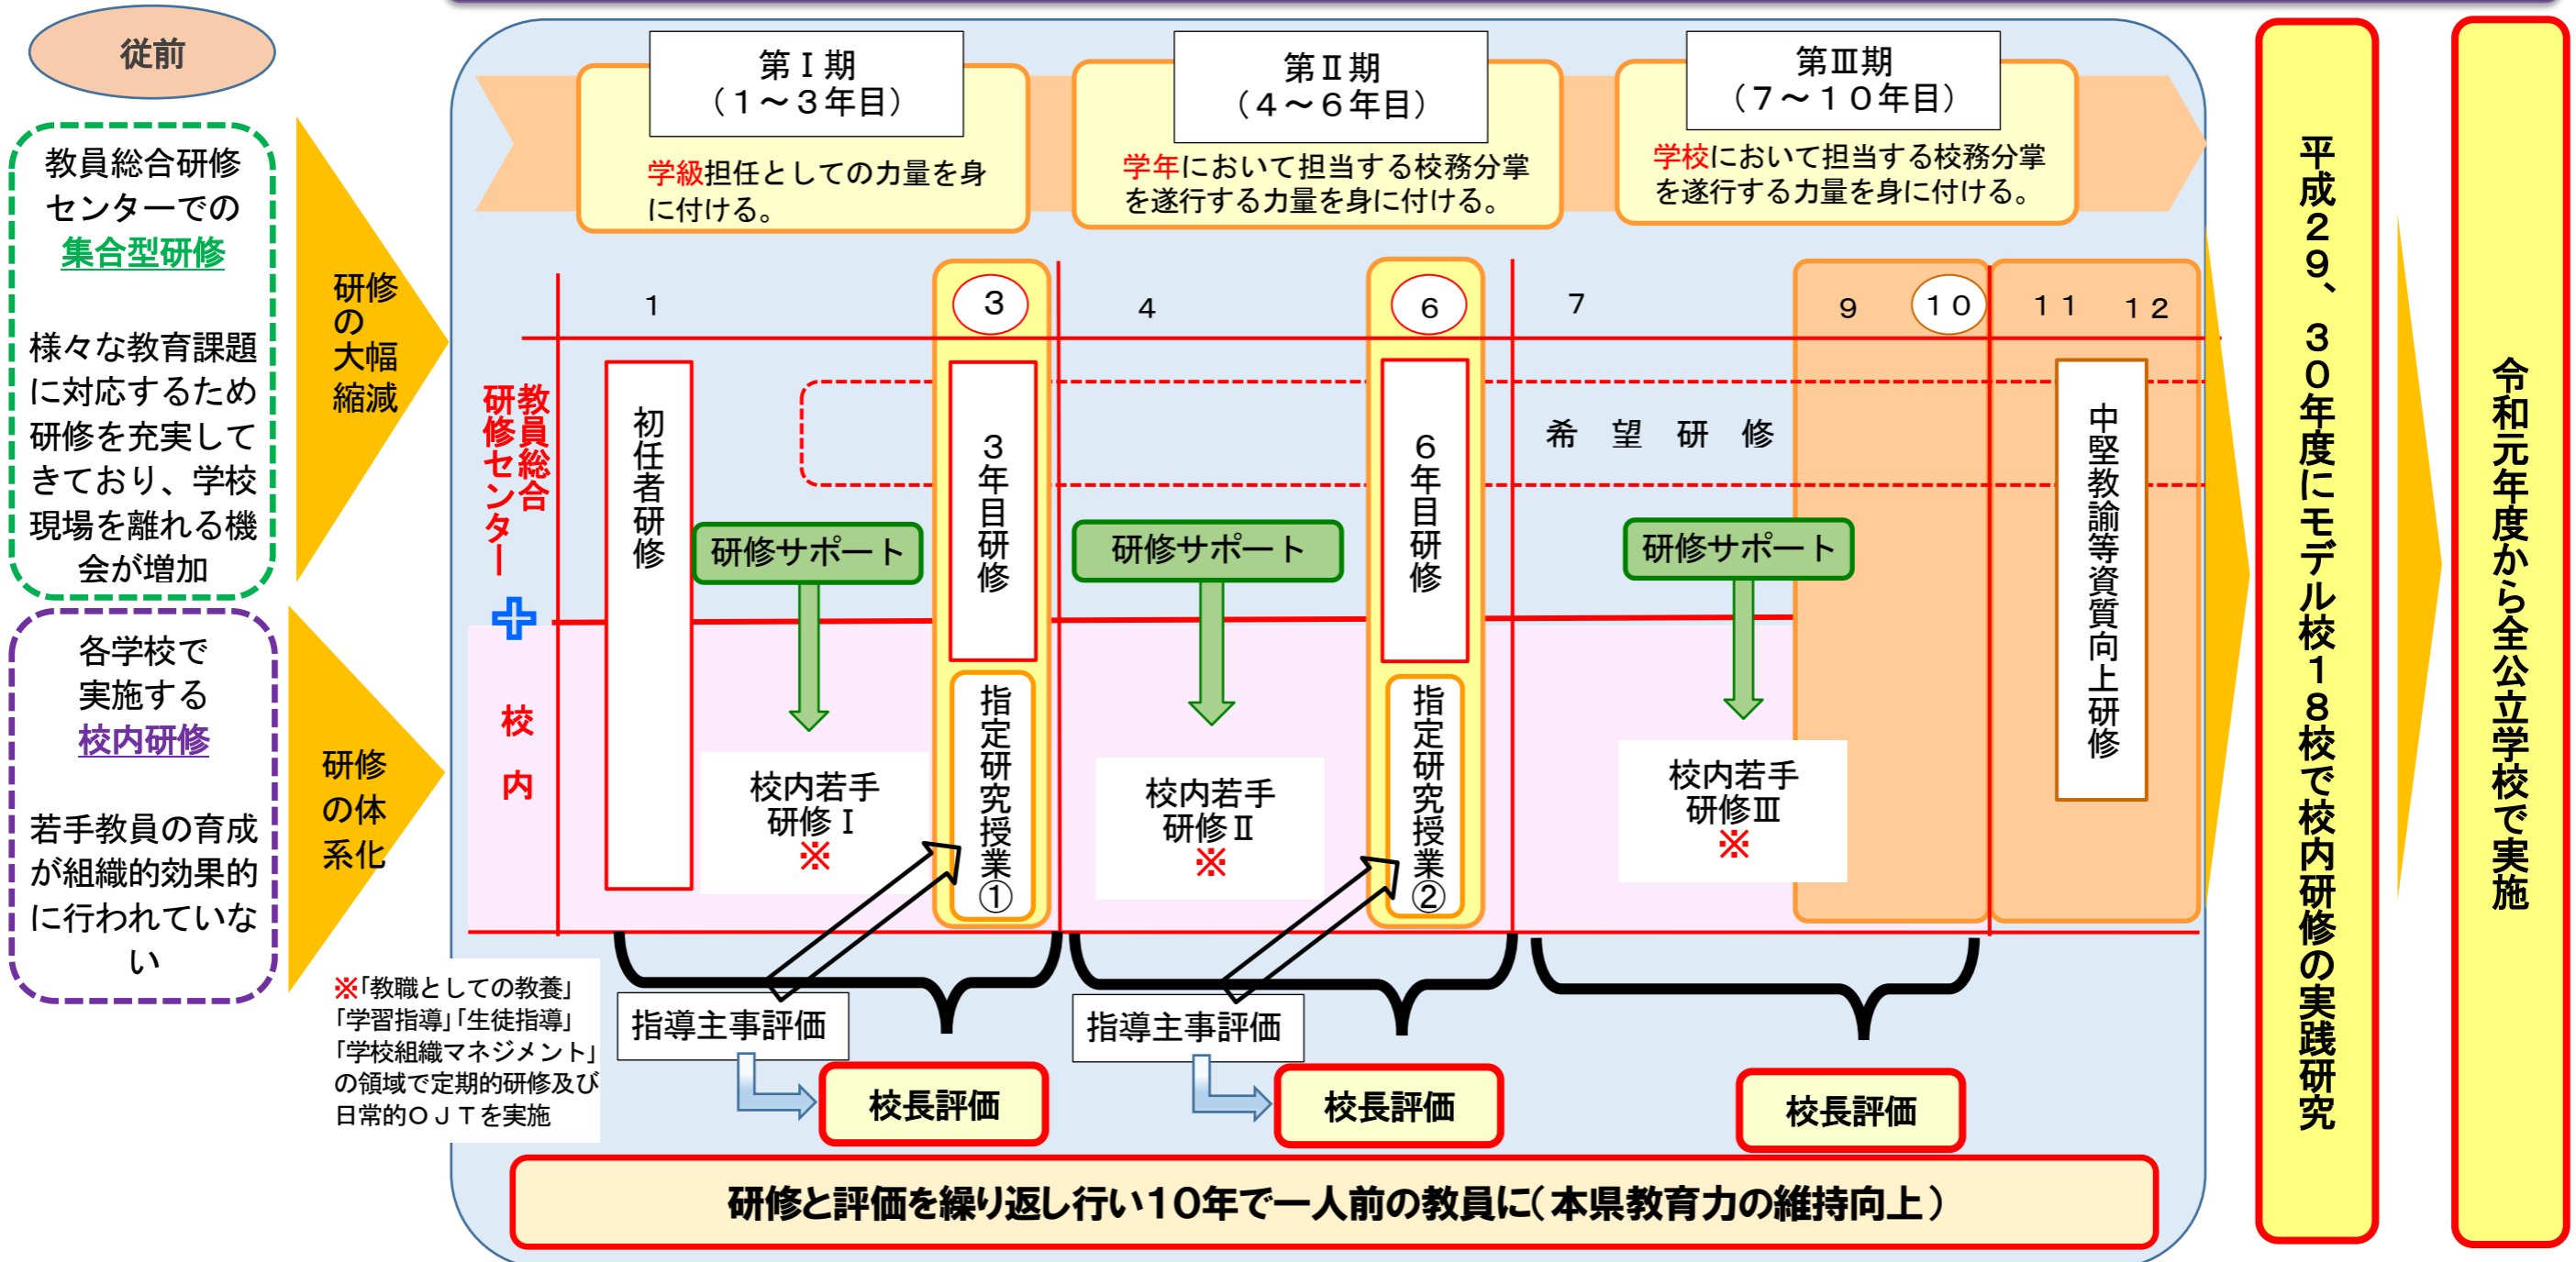 従前
教員総合研修
センターでの
集合型研修
様々な教育課題
に対応するため
研修を充実して
きており、学校
現場を離れる機
会が増加
各学校で
実施する
校内研修
若手教員の育成
が組織的効果的
に行われていな
い
研修
の
大幅
縮減
研修
の体
系化
第Ⅰ期
（１～３年目）
学級担任としての力量を身
に付ける。
第Ⅱ期
（４～６年目）
学年において担当する校務分掌
を遂行する力量を身に付ける。
第Ⅲ期
（７～１０年目）
学校において担当する校務分掌
を遂行する力量を身に付ける。
１
３
４
６
７
９
１０
１１
１２
教員総合
研修センター
校内
初任者研修
３年目研修
６年目研修
希望研修
中堅教諭等資質向上研修
研修サポート
研修サポート
研修サポート
校内若手
研修Ⅰ
※
指定研究授業①
校内若手
研修Ⅱ
※
指定研究授業②
校内若手
研修Ⅲ
※
※「教職としての教養」
「学習指導」「生徒指導」
「学校組織マネジメント」
の領域で定期的研修及び
日常的ＯＪＴを実施
指導主事評価
校長評価
指導主事評価
校長評価
校長評価
研修と評価を繰り返し行い１０年で一人前の教員に（本県教育力の維持向上）
平成２９、３０年度にモデル校１８校で校内研修の実践研究
令和元年度から全公立学校で実施